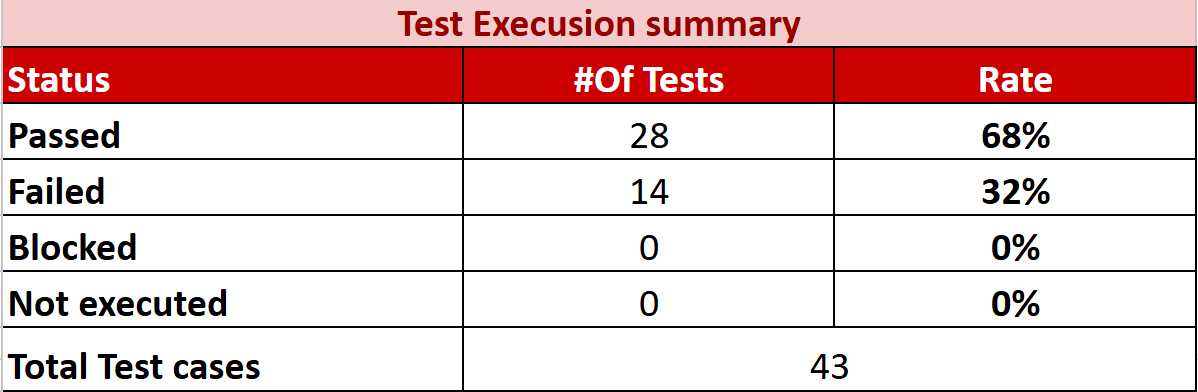 Test Execusion summary
Status #Of Tests Rate
Passed 28 68%
Failed 14 32%
Blocked 0 0%
Not executed 0 0%
Total Test cases 43